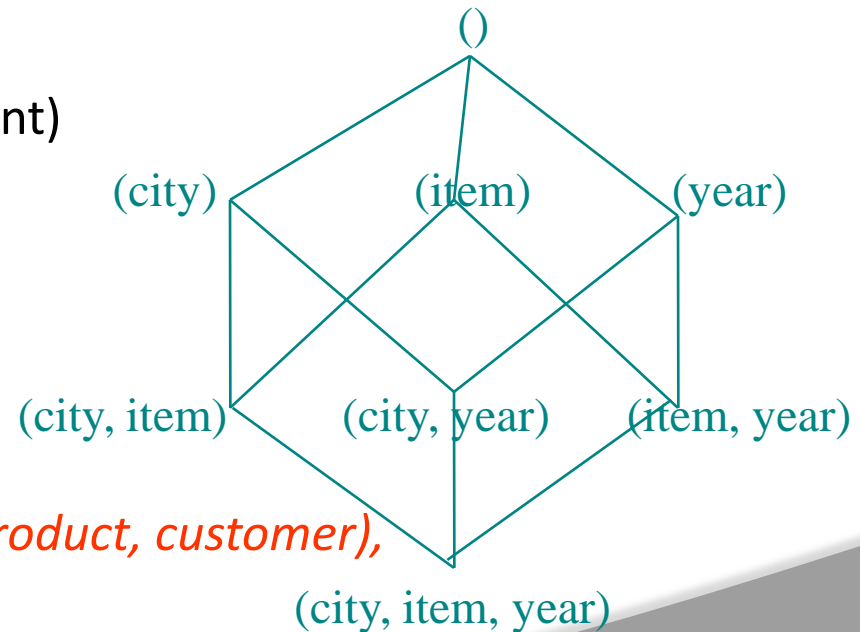 ()
nt)
(city) (item) (year)
(city, item) (city, year) (item, year)
roduct, customer),
(city, item, year)